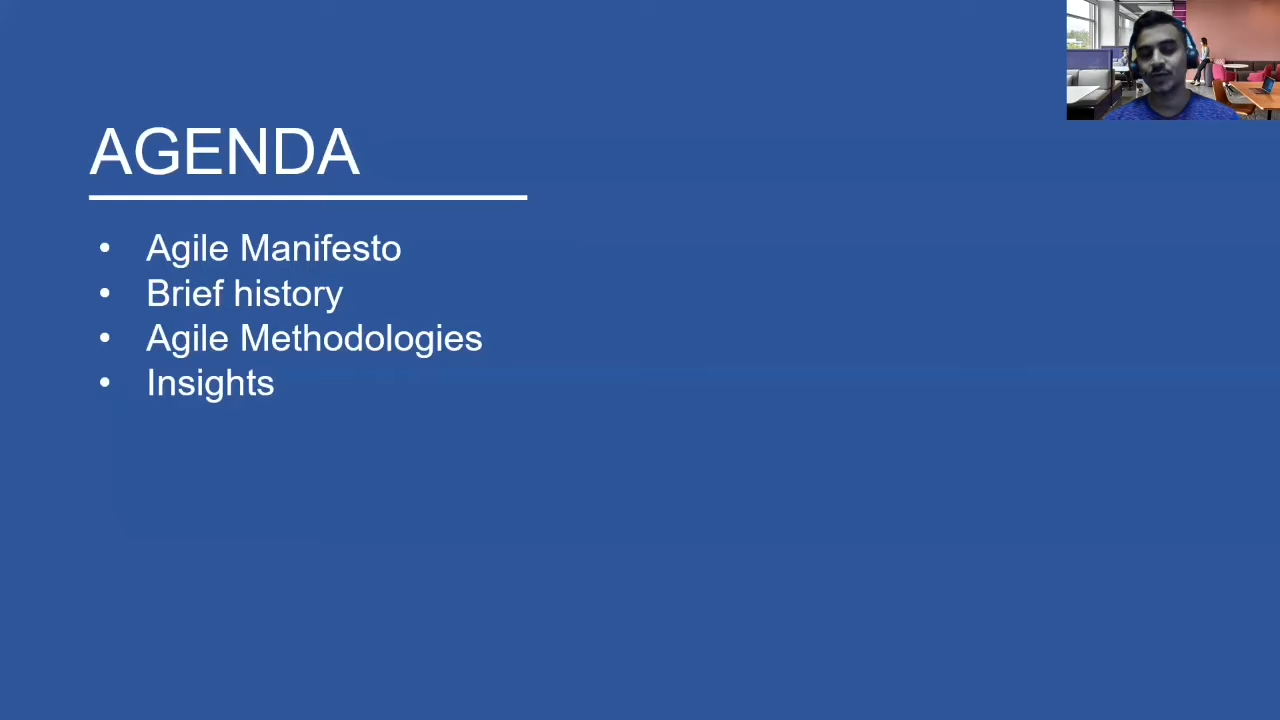 AGENDA
• Agile Manifesto
• Brief history
• Agile Methodologies
• Insights